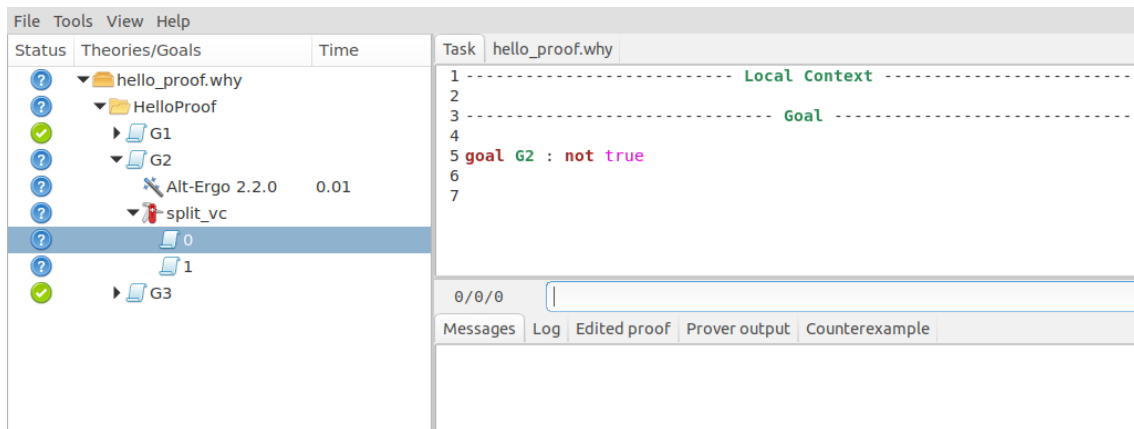 File Tools View Help
Status Theories/Goals Time
hello_proof.why
HelloProof
G1
G2
Alt-Ergo 2.2.0 0.01
split_vc
0
1
G3
Task hello_proof.why
1 --------------------------- Local Context -------------------------
2
3 ------------------------------- Goal ------------------------------
4
5 goal G2 : not true
6
7
0/0/0
Messages Log Edited proof Prover output Counterexample